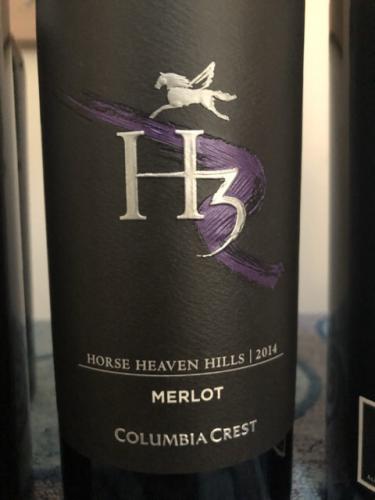 H3
HORSE HEAVEN HILLS | 2014
MERLOT
COLUMBIA CREST